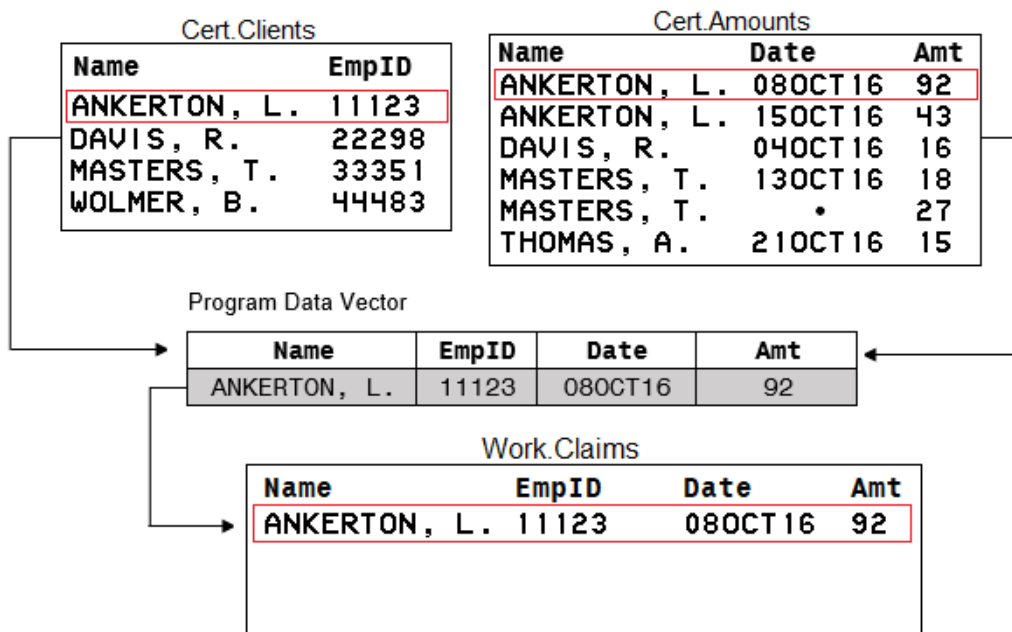 Cert.Clients
Name EmpID
ANKERTON, L. 11123
DAVIS, R. 22298
MASTERS, T. 33351
WOLMER, B. 44483
Cert.Amounts
Name Date Amt
ANKERTON, L. 08OCT16 92
ANKERTON, L. 15OCT16 43
DAVIS, R. 04OCT16 16
MASTERS, T. 13OCT16 18
MASTERS, T. • 27
THOMAS, A. 21OCT16 15
Program Data Vector
Name EmpID Date Amt
ANKERTON, L. 11123 08OCT16 92
Work.Claims
Name EmpID Date Amt
ANKERTON, L. 11123 08OCT16 92